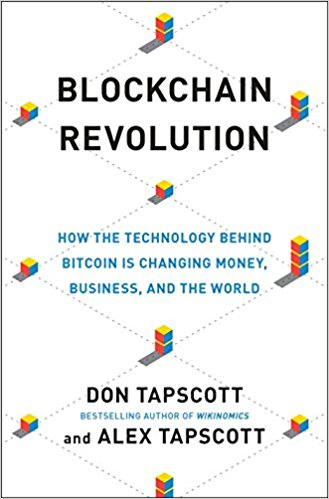 BLOCKCHAIN
REVOLUTION
HOW THE TECHNOLOGY BEHIND
BITCOIN IS CHANGING MONEY,
BUSINESS, AND THE WORLD
DON TAPSCOTT
BESTSELLING AUTHOR OF WIKINOMICS
and ALEX TAPSCOTT